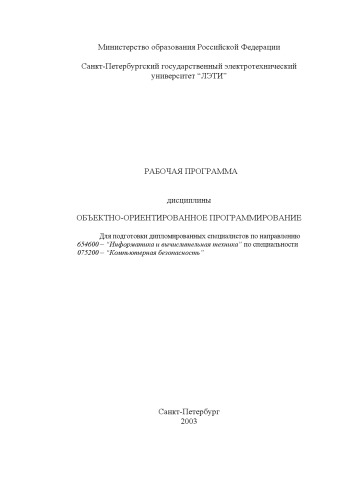 Министерство образования Российской Федерации
Санкт-Петербургский государственный электротехнический
университет “ЛЭТИ”
РАБОЧАЯ ПРОГРАММА
дисциплины
ОБЪЕКТНО-ОРИЕНТИРОВАННОЕ ПРОГРАММИРОВАНИЕ
Для подготовки дипломированных специалистов по направлению
654600 – “Информатика и вычислительная техника” по специальности
075200 – “Компьютерная безопасность”
Санкт-Петербург
2003